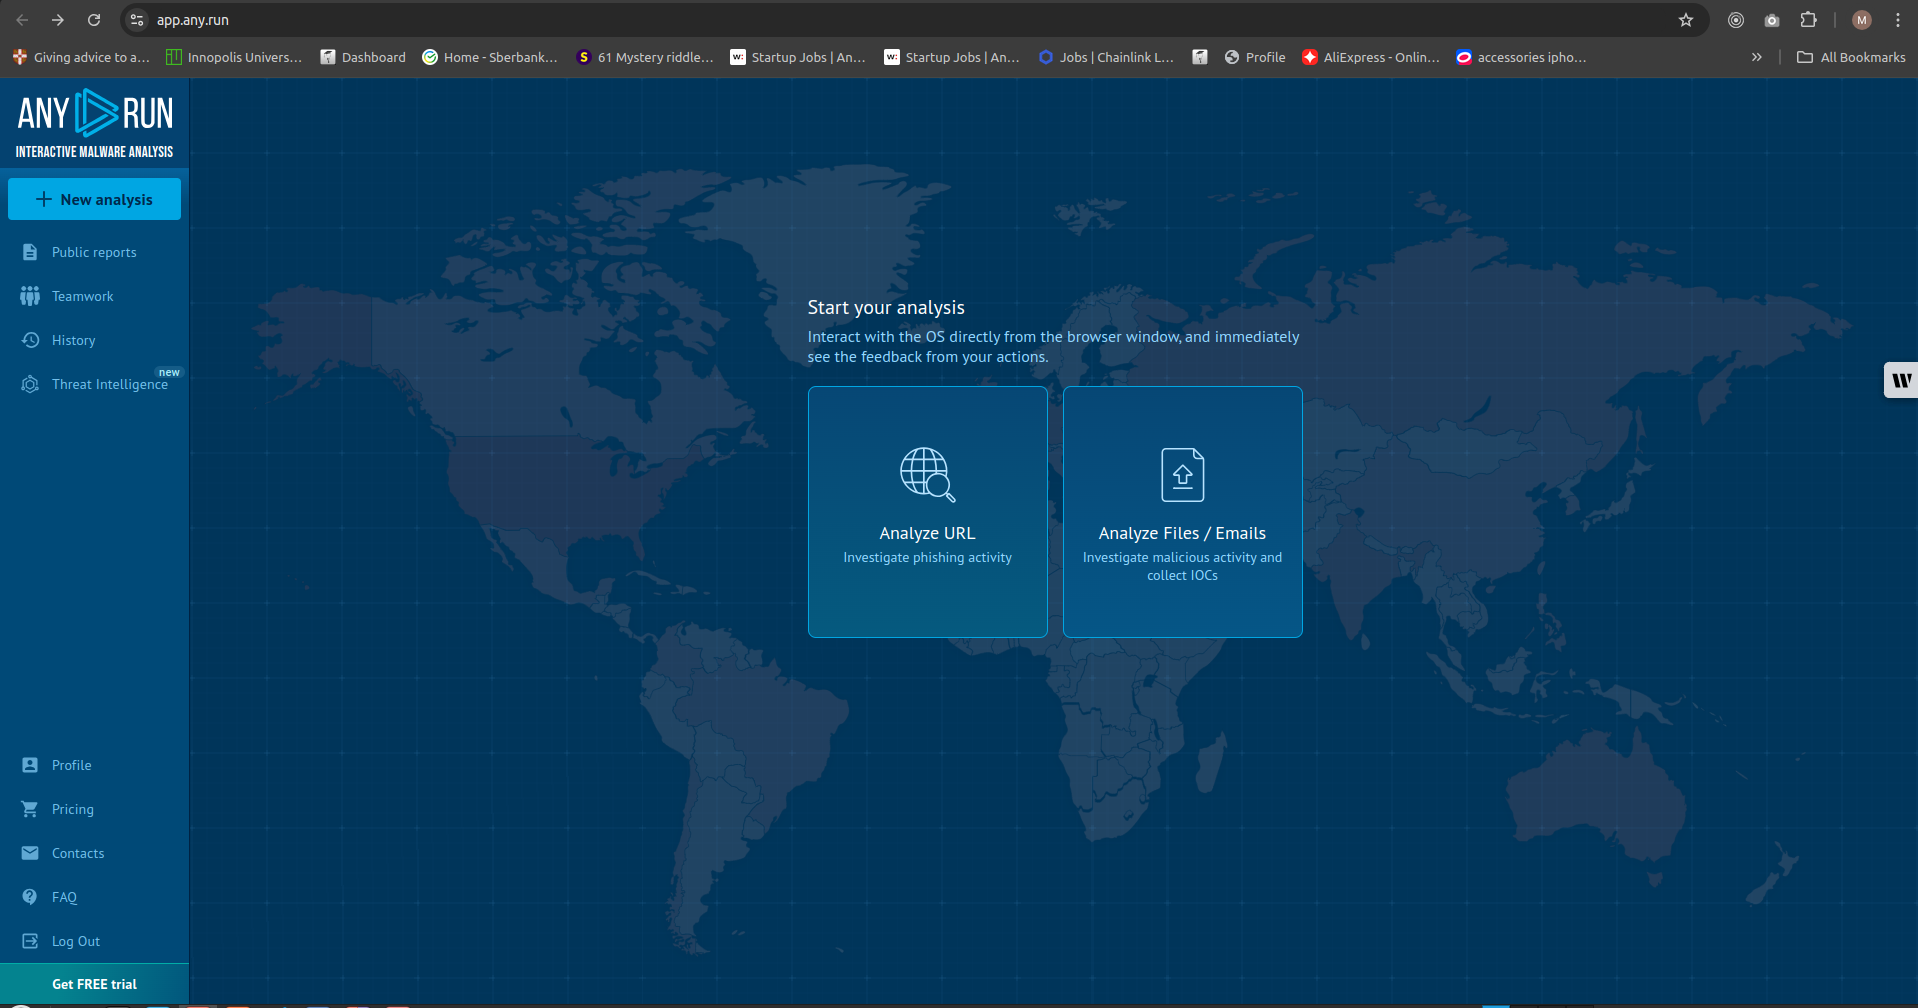 app.any.run
M
Giving advice to a...
Innopolis Univers...
Dashboard
Home - Sberbank...
S
61 Mystery riddle...
w:
Startup Jobs | An...
w:
Startup Jobs | An...
Jobs | Chainlink L...
Profile
AliExpress - Onlin...
accessories ipho...
»
All Bookmarks
ANY RUN
INTERACTIVE MALWARE ANALYSIS
New analysis
Public reports
Teamwork
History
new
Threat Intelligence
Start your analysis
Interact with the OS directly from the browser window, and immediately
see the feedback from your actions.
Analyze URL
Investigate phishing activity
Analyze Files / Emails
Investigate malicious activity and
collect IOCs
W
Profile
Pricing
Contacts
FAQ
Log Out
Get FREE trial